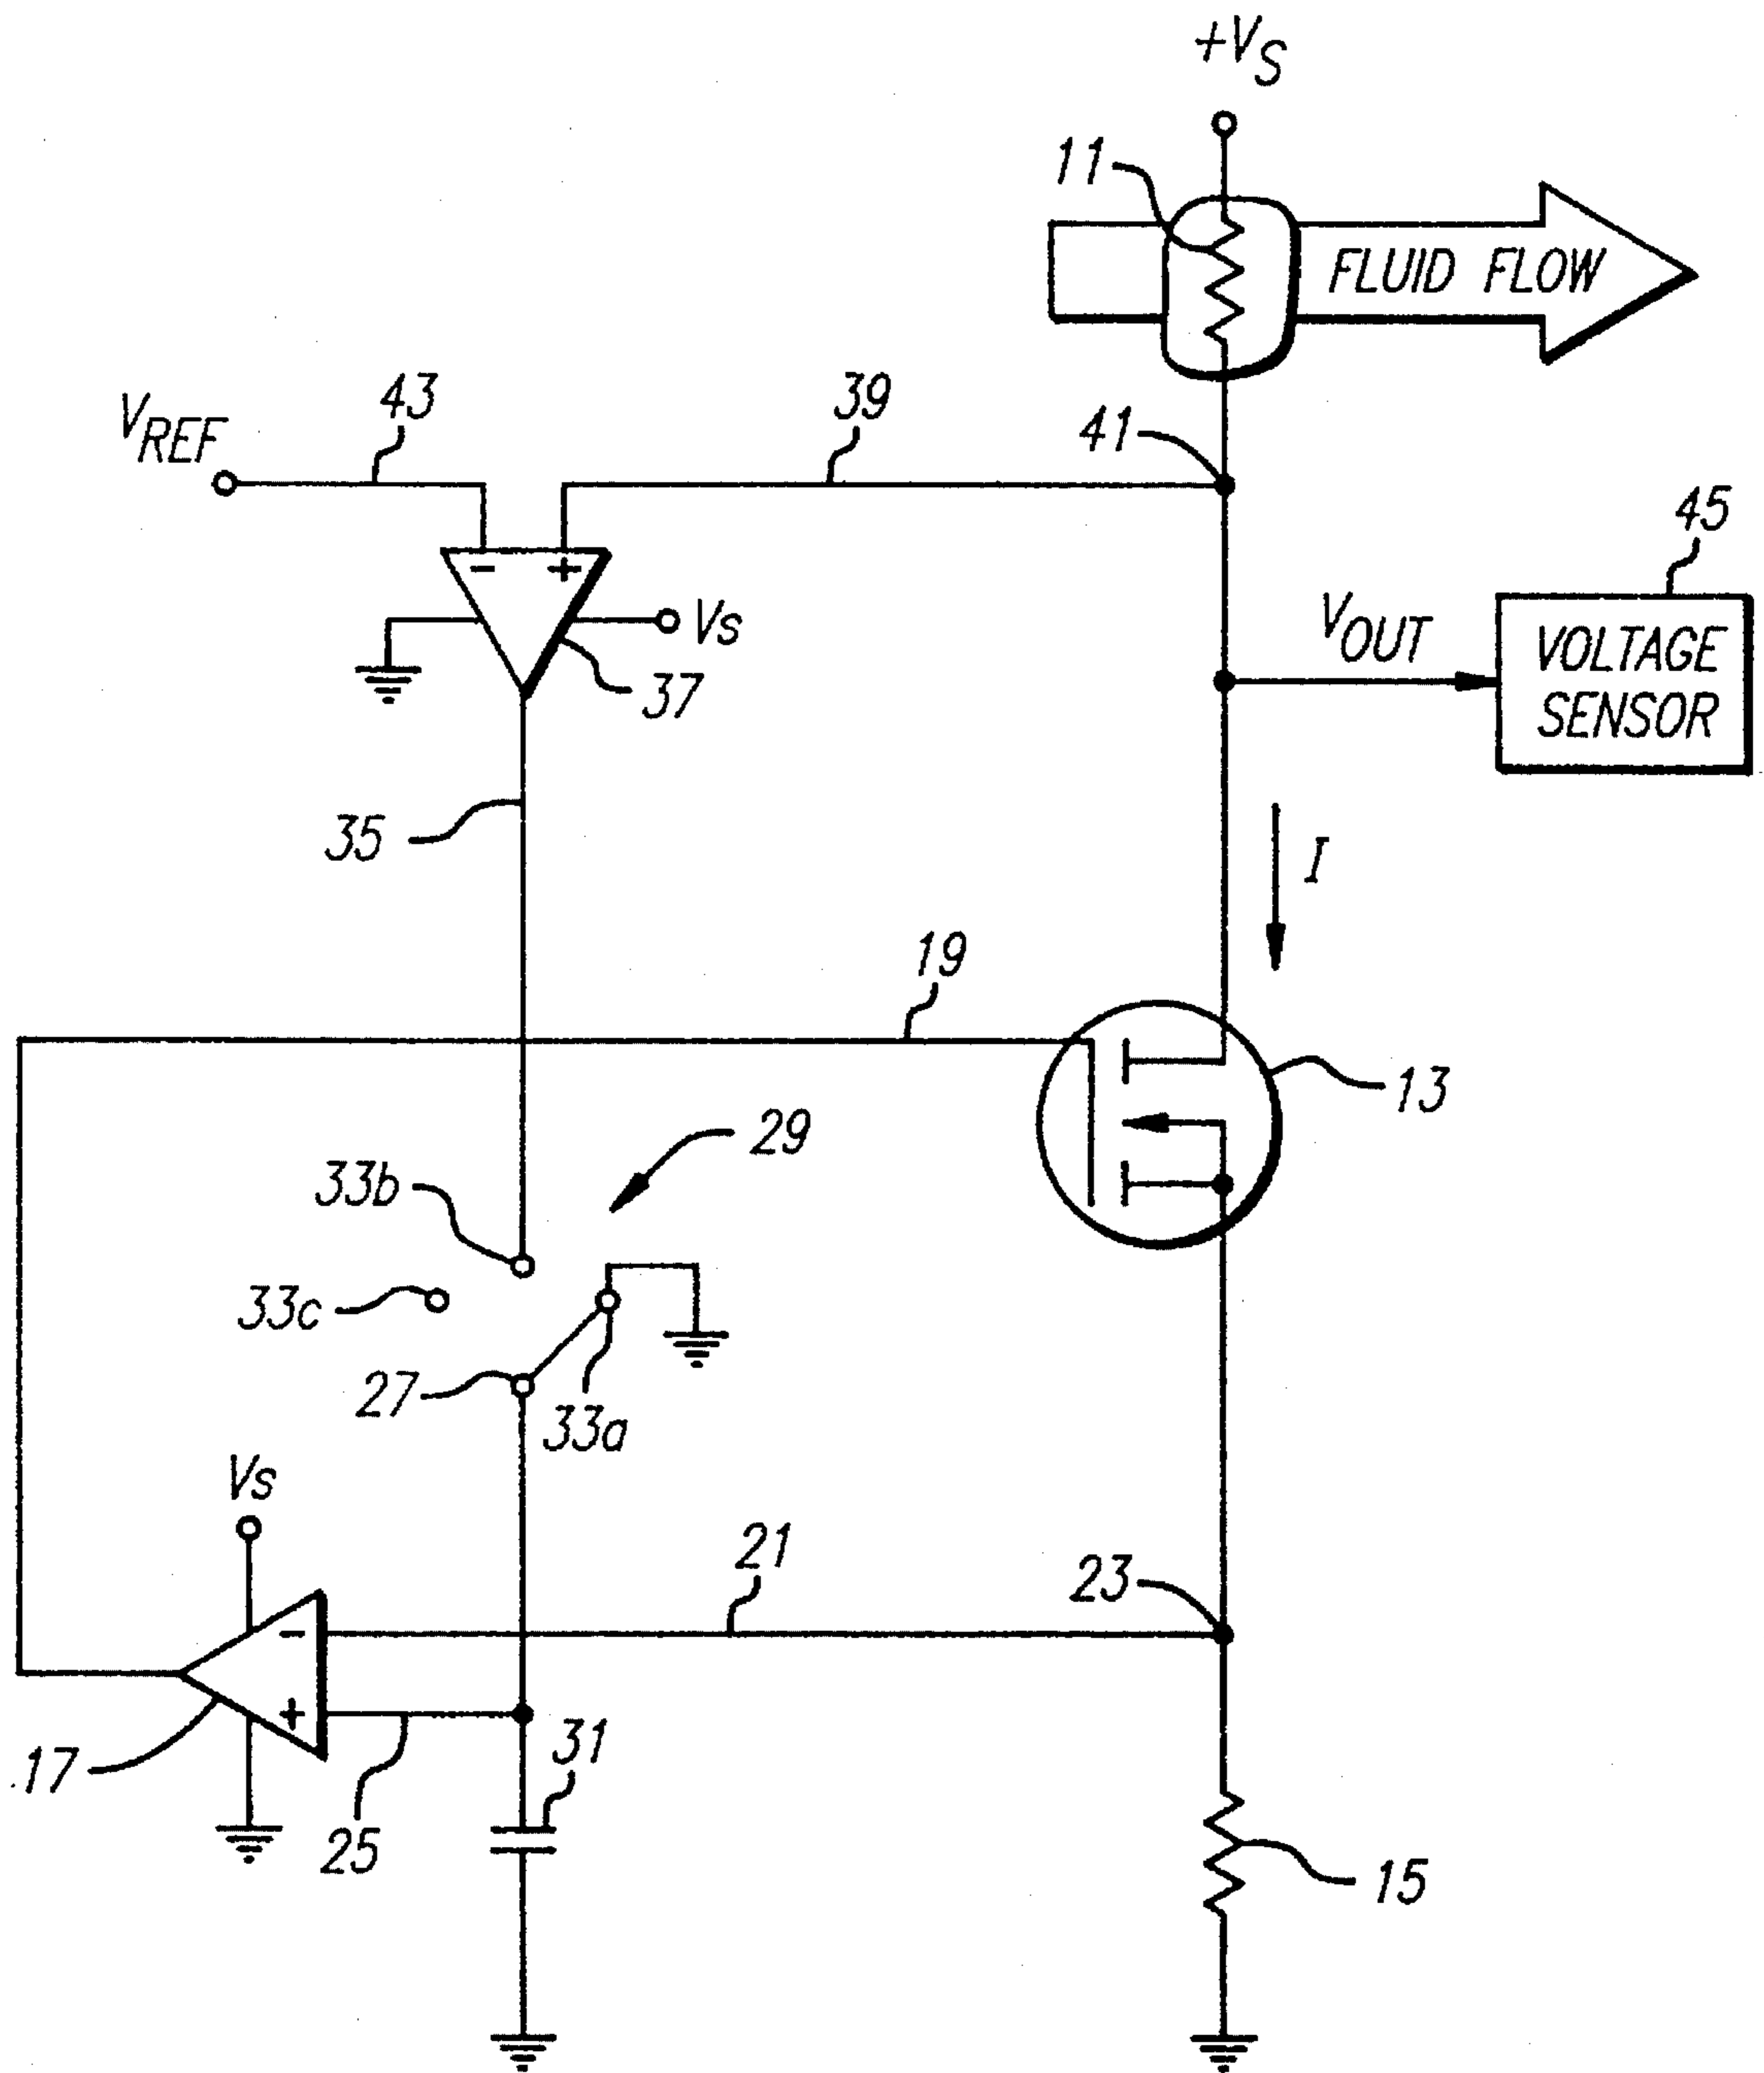 +VS
11
FLUID FLOW
VREF
43
39
41
45
- +
Vs
VOUT
VOLTAGE
SENSOR
37
35
I
19
13
29
33b
33c
27
33a
Vs
21
23
-
+
17
25
31
15